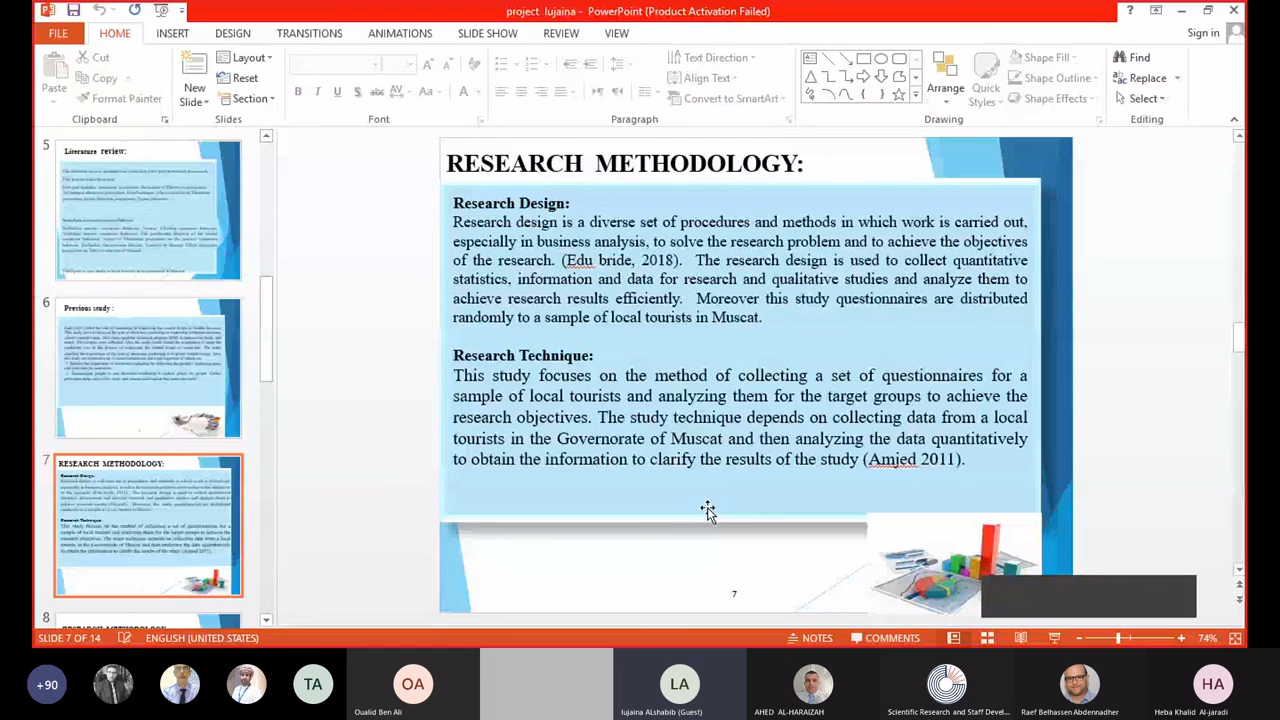 project lujaina - PowerPoint (Product Activation Failed)
FILE HOME INSERT DESIGN TRANSITIONS ANIMATIONS SLIDE SHOW REVIEW VIEW Sign in
Cut
Copy
Format Painter
Paste
Clipboard
New
Slide
Layout
Reset
Section
Slides
Font
Text Direction
Align Text
Convert to SmartArt
Paragraph
Arrange
Quick
Styles
Shape Fill
Shape Outline
Shape Effects
Drawing
Find
Replace
Select
Editing
5
Literature review:
6
Previous study :
7
RESEARCH METHODOLOGY:
Research Design:
Research Technique:
8
RESEARCH METHODOLOGY:
Research Design:
Research design is a diverse set of procedures and methods in which work is carried out,
especially in business analysis, to solve the research problem and to achieve the objectives
of the research. (Edu bride, 2018). The research design is used to collect quantitative
statistics, information and data for research and qualitative studies and analyze them to
achieve research results efficiently. Moreover this study questionnaires are distributed
randomly to a sample of local tourists in Muscat.
Research Technique:
This study focuses on the method of collecting a set of questionnaires for a
sample of local tourists and analyzing them for the target groups to achieve the
research objectives. The study technique depends on collecting data from a local
tourists in the Governorate of Muscat and then analyzing the data quantitatively
to obtain the information to clarify the results of the study (Amjed 2011).
7
SLIDE 7 OF 14 ENGLISH (UNITED STATES) NOTES COMMENTS 74%
+90
TA
OA
LA
HA
Oualid Ben Ali
lujaina ALshabib (Guest)
AHED AL-HARAIZAH
Scientific Research and Staff Devel...
Raef Belhassen Abdennadher
Heba Khalid Al-jaradi